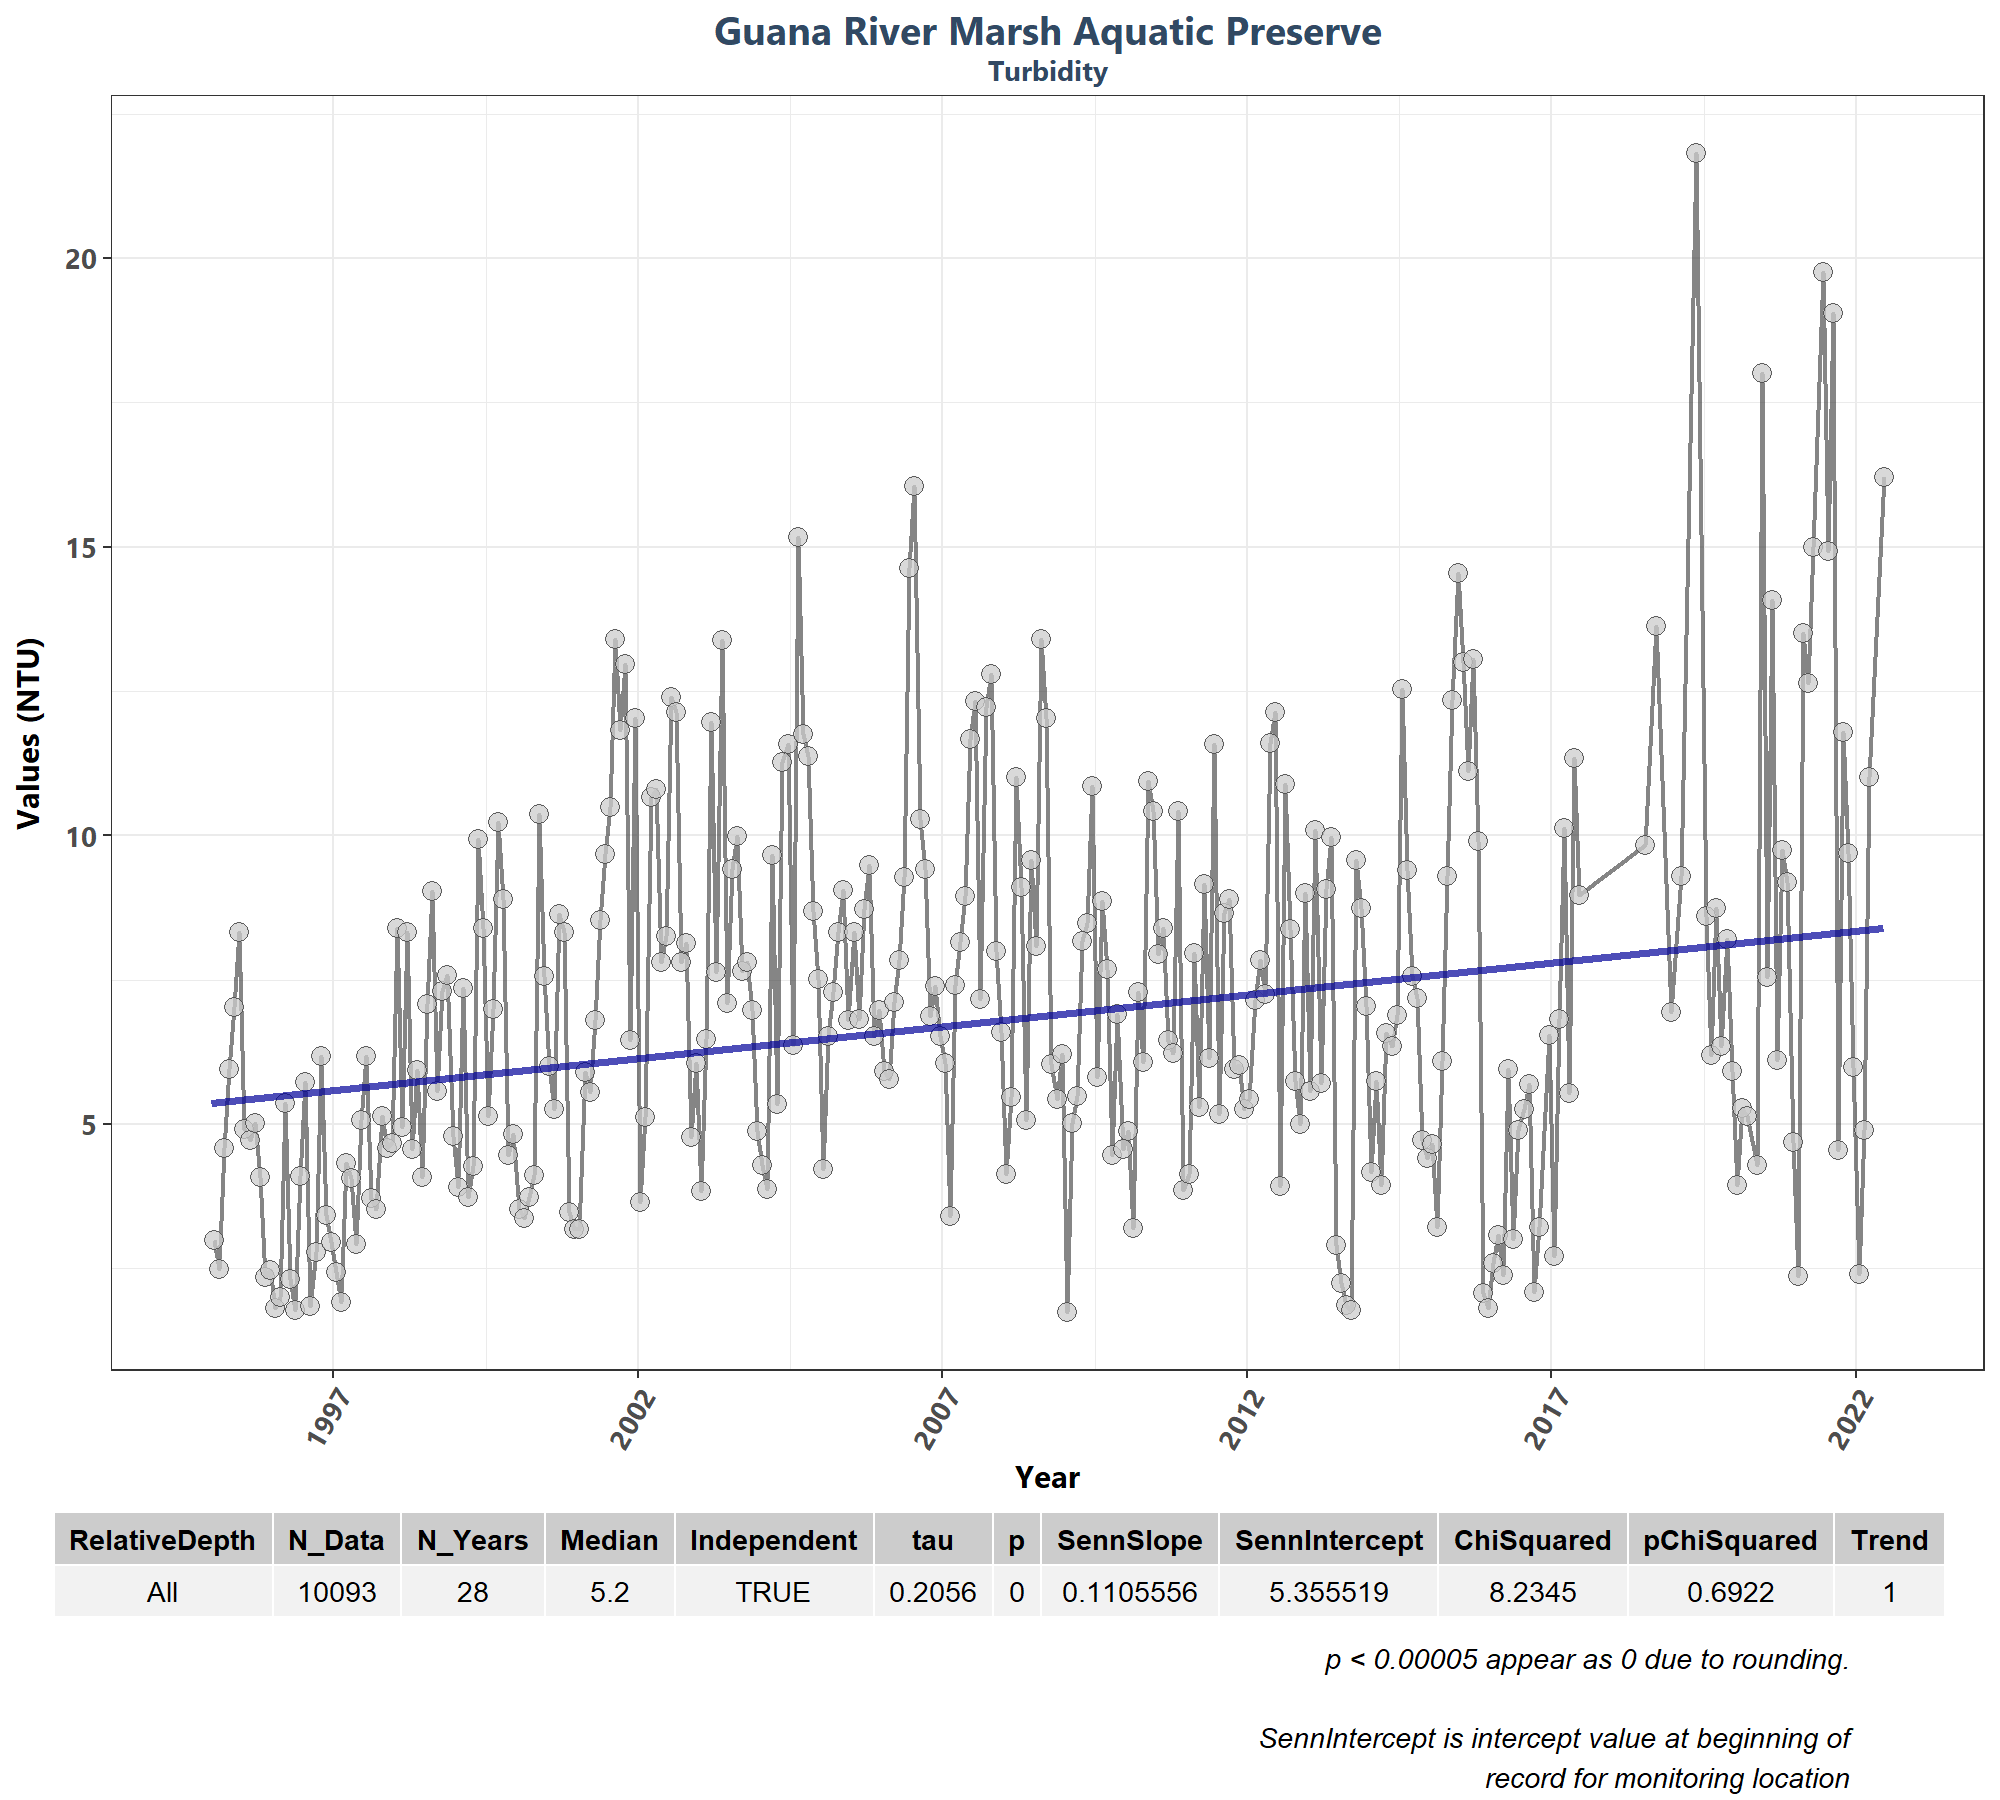 Guana River Marsh Aquatic Preserve
Turbidity
Values (NTU)
20
15
10
5
1997 2002 2007 2012 2017 2022
Year
RelativeDepth N_Data N_Years Median Independent tau p SennSlope SennIntercept ChiSquared pChiSquared Trend
All 10093 28 5.2 TRUE 0.2056 0 0.1105556 5.355519 8.2345 0.6922 1
p < 0.00005 appear as 0 due to rounding.
SennIntercept is intercept value at beginning of
record for monitoring location